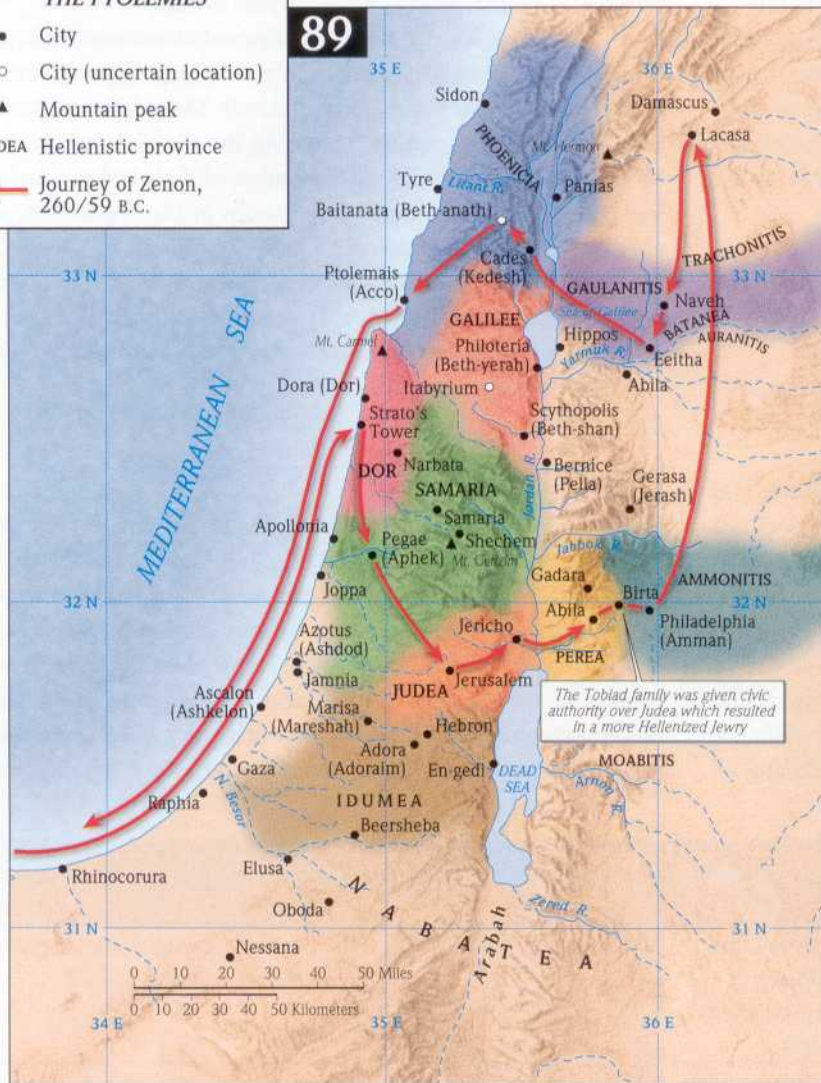 THE PTOLEMIES
City
City (uncertain location)
Mountain peak
DEA Hellenistic province
Journey of Zenon,
260/59 B.C.
89
35 E
36 E
Sidon
Damascus
Lacasa
PHOENICIA
Mt. Hermon
Tyre
Litani R.
Panias
Baitanata (Beth-anath)
TRACHONITIS
33 N
33 N
Cades
(Kedesh)
Ptolemais
(Acco)
GAULANITIS
Naveh
BATANEA
AURANITIS
Sea of Galilee
GALILEE
Hippos
Mt. Carmel
Philoteria
(Beth-yerah)
Yarmuk R.
Eeitha
Abila
Dora (Dor)
Itabyrium
MEDITERRANEAN SEA
Strato's
Tower
Scythopolis
(Beth-shan)
Narbata
DOR
Bernice
(Pella)
Jordan R.
SAMARIA
Gerasa
(Jerash)
Samaria
Apollonia
Shechem
Mt. Gerizim
Pegae
(Aphek)
Jabbok R.
Gadara
AMMONITIS
Birta
32 N
32 N
Joppa
Abila
Philadelphia
(Amman)
Jericho
Azotus
(Ashdod)
PEREA
Jamnia
JUDEA
Jerusalem
The Tobiad family was given civic
authority over Judea which resulted
in a more Hellenized Jewry
Ascalon
(Ashkelon)
Marisa
(Mareshah)
Hebron
Adora
(Adoraim)
En-gedi
DEAD
SEA
MOABITIS
Gaza
Arnon R.
Raphia
N. Besor
IDUMEA
Beersheba
Rhinocorura
Elusa
Oboda
NABATEA
Zered R.
Arabah
31 N
31 N
Nessana
0 10 20 30 40 50 Miles
0 10 20 30 40 50 Kilometers
34 E
35 E
36 E